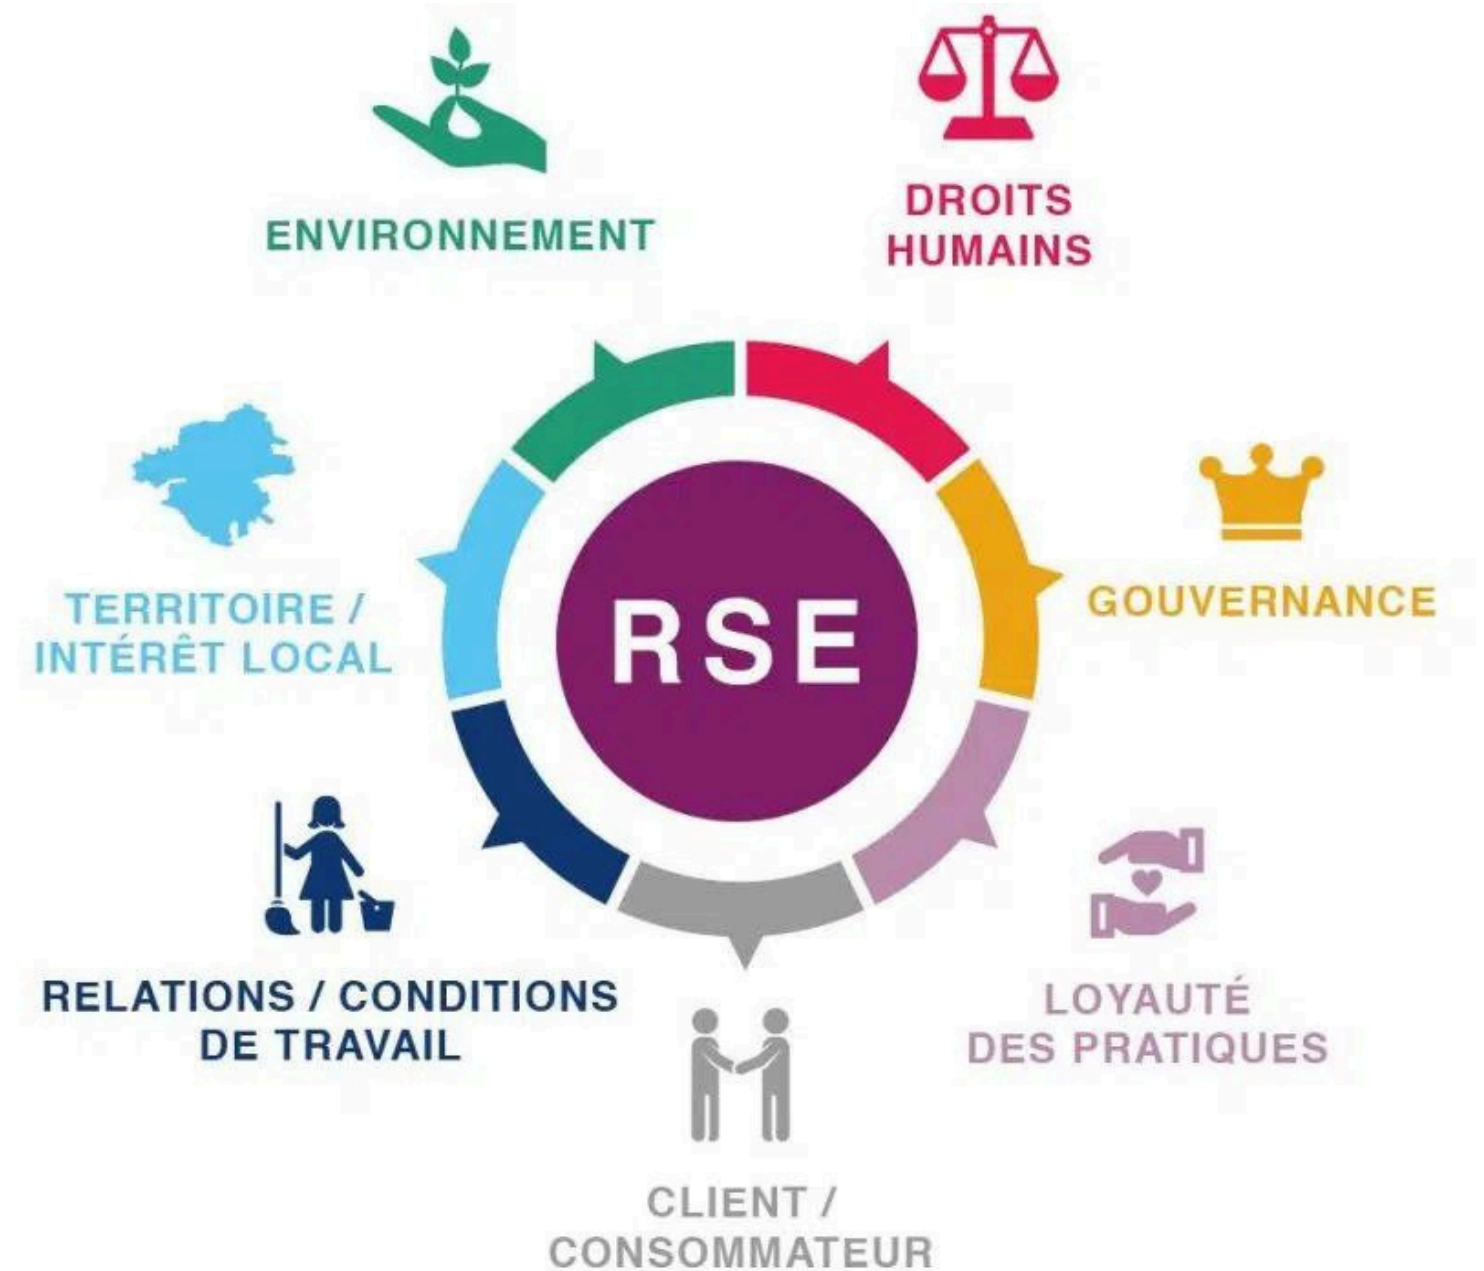 ENVIRONNEMENT
DROITS
HUMAINS
TERRITOIRE /
INTÉRÊT LOCAL
RSE
GOUVERNANCE
RELATIONS / CONDITIONS
DE TRAVAIL
LOYAUTÉ
DES PRATIQUES
CLIENT /
CONSOMMATEUR